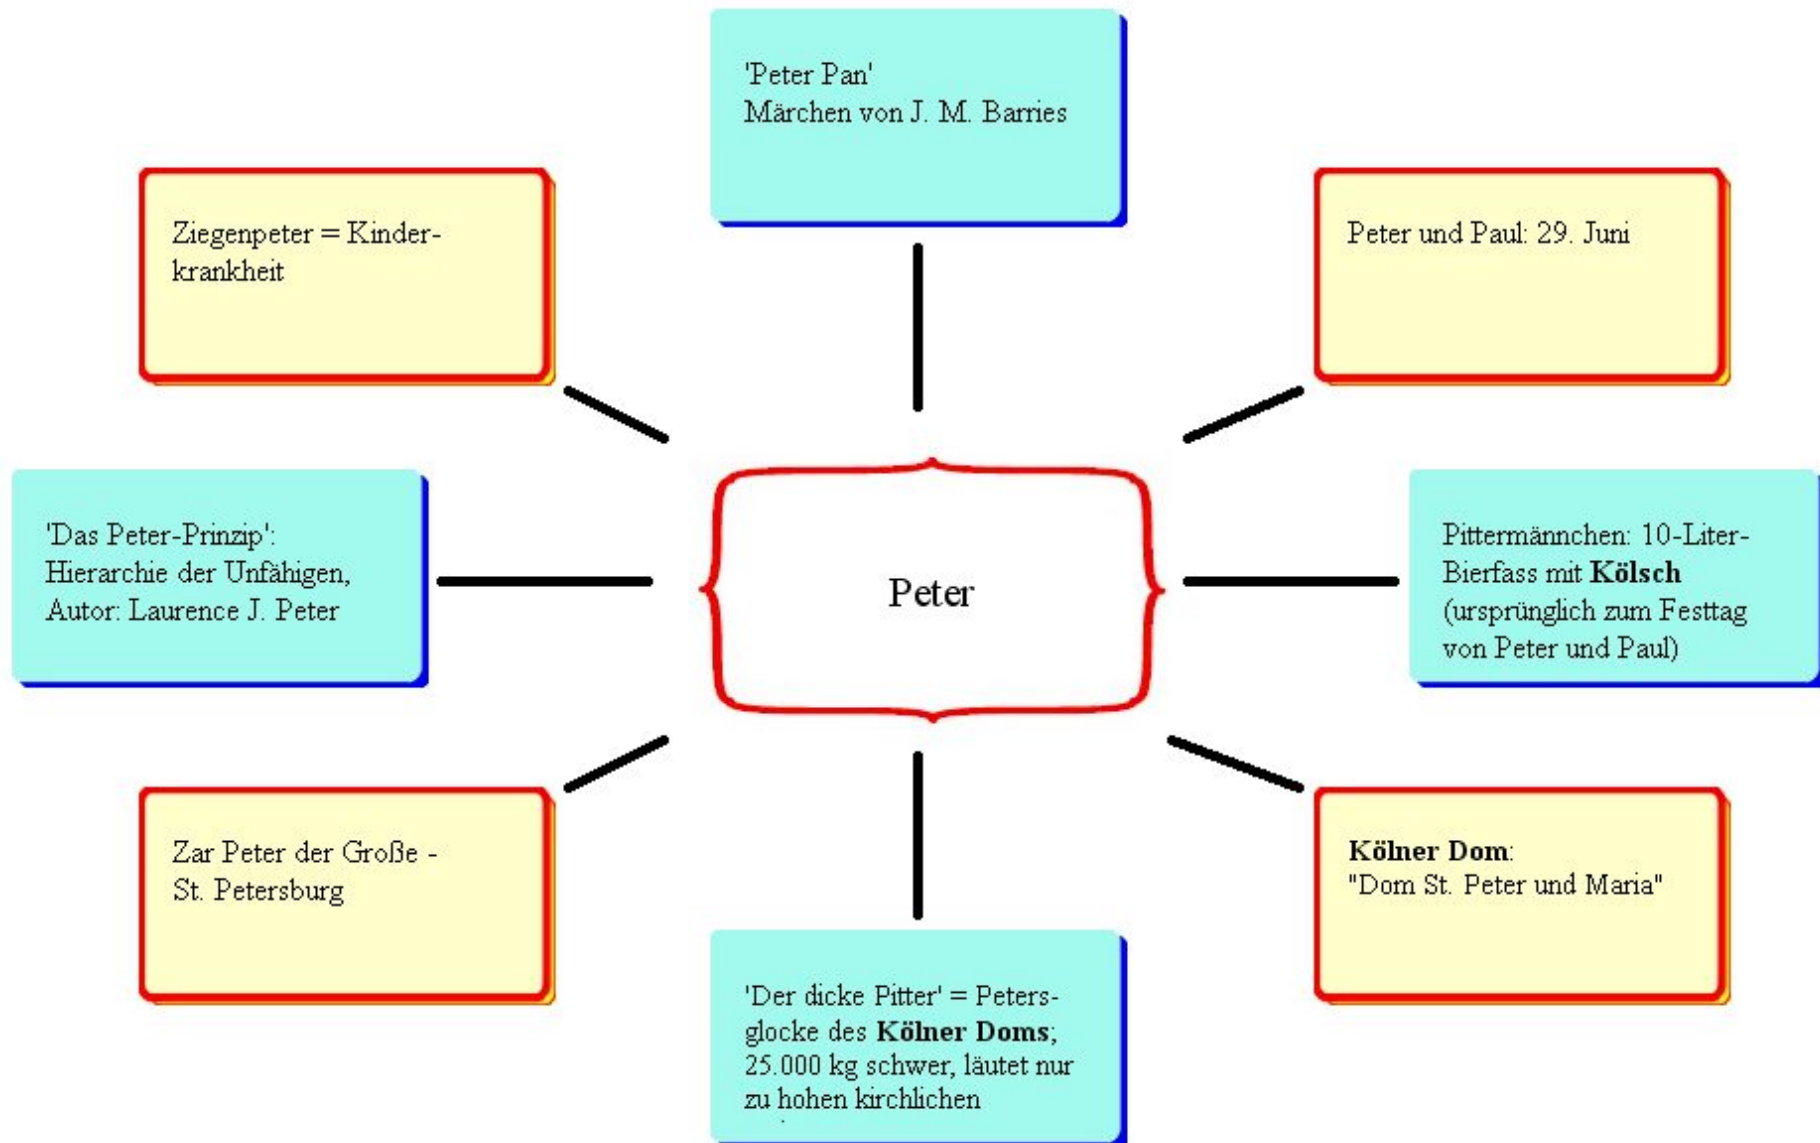 'Peter Pan'
Märchen von J. M. Barries
Ziegenpeter = Kinder-
krankheit
Peter und Paul: 29. Juni
'Das Peter-Prinzip':
Hierarchie der Unfähigen,
Autor: Laurence J. Peter
Peter
Pittermännchen: 10-Liter-
Bierfass mit Kölsch
(ursprünglich zum Festtag
von Peter und Paul)
Zar Peter der Große -
St. Petersburg
Kölner Dom:
"Dom St. Peter und Maria"
'Der dicke Pitter' = Peters-
glocke des Kölner Doms;
25.000 kg schwer, läutet nur
zu hohen kirchlichen